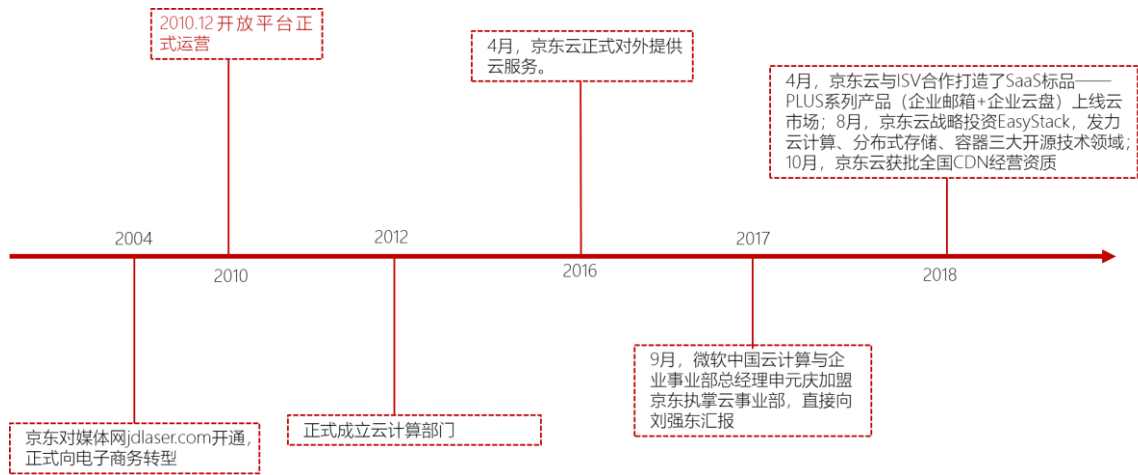 2010.12开放平台正
式运营
4月，京东云正式对外提供
云服务。
4月，京东云与ISV合作打造了SaaS标品——
PLUS系列产品（企业邮箱+企业云盘）上线云
市场；8月，京东云战略投资EasyStack，发力
云计算、分布式存储、容器三大开源技术领域；
10月，京东云获批全国CDN经营资质
2004
2012
2017
2010
2016
2018
京东对媒体网jdlaser.com开通，
正式向电子商务转型
正式成立云计算部门
9月，微软中国云计算与企
业事业部总经理申元庆加盟
京东执掌云事业部，直接向
刘强东汇报